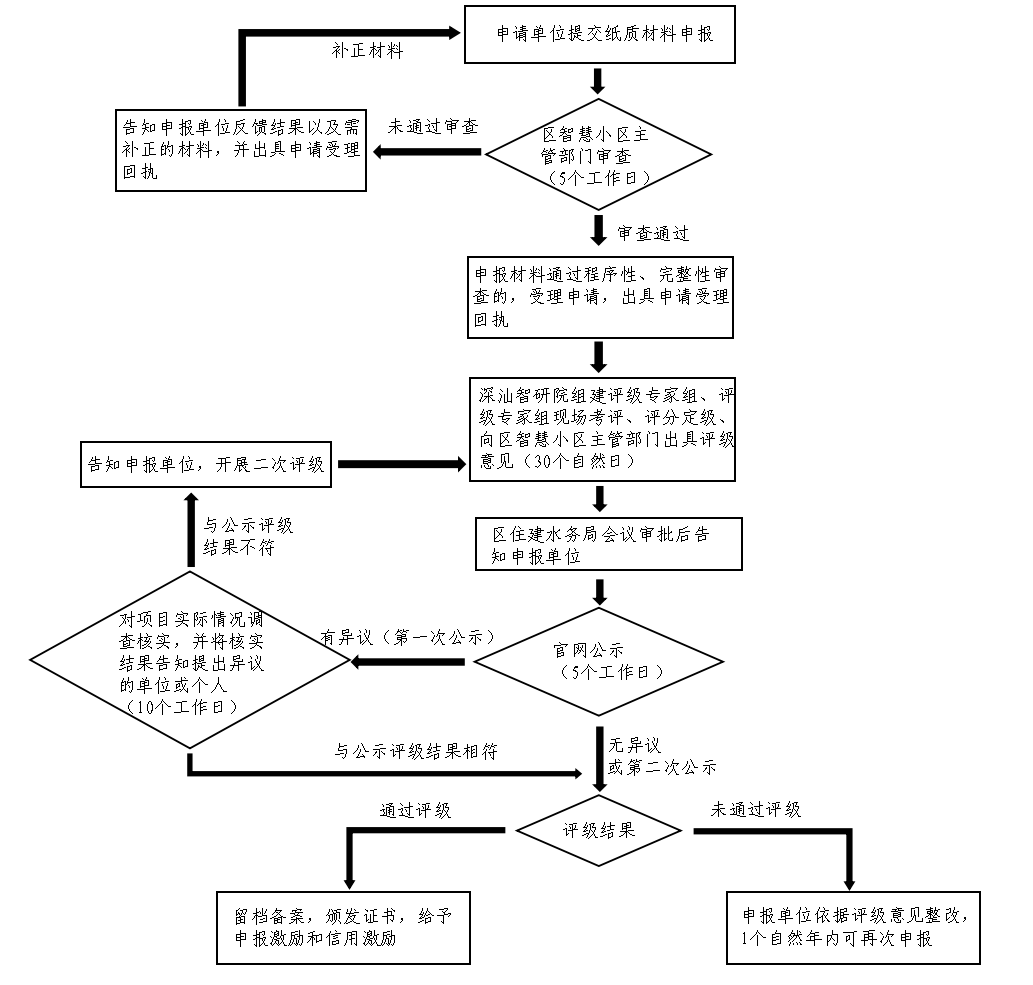 申请单位提交纸质材料申报
补正材料
告知申报单位反馈结果以及需
补正的材料，并出具申请受理
回执
未通过审查
区智慧小区主
管部门审查
（5个工作日）
审查通过
申报材料通过程序性、完整性审
查的，受理申请，出具申请受理
回执
深汕智研院组建评级专家组、评
级专家组现场考评、评分定级、
向区智慧小区主管部门出具评级
意见（30个自然日）
告知申报单位，开展二次评级
与公示评级
结果不符
区住建水务局会议审批后告
知申报单位
对项目实际情况调
查核实，并将核实
结果告知提出异议
的单位或个人
（10个工作日）
有异议（第一次公示）
官网公示
（5个工作日）
与公示评级结果相符
无异议
或第二次公示
通过评级
评级结果
未通过评级
留档备案，颁发证书，给予
申报激励和信用激励
申报单位依据评级意见整改，
1个自然年内可再次申报